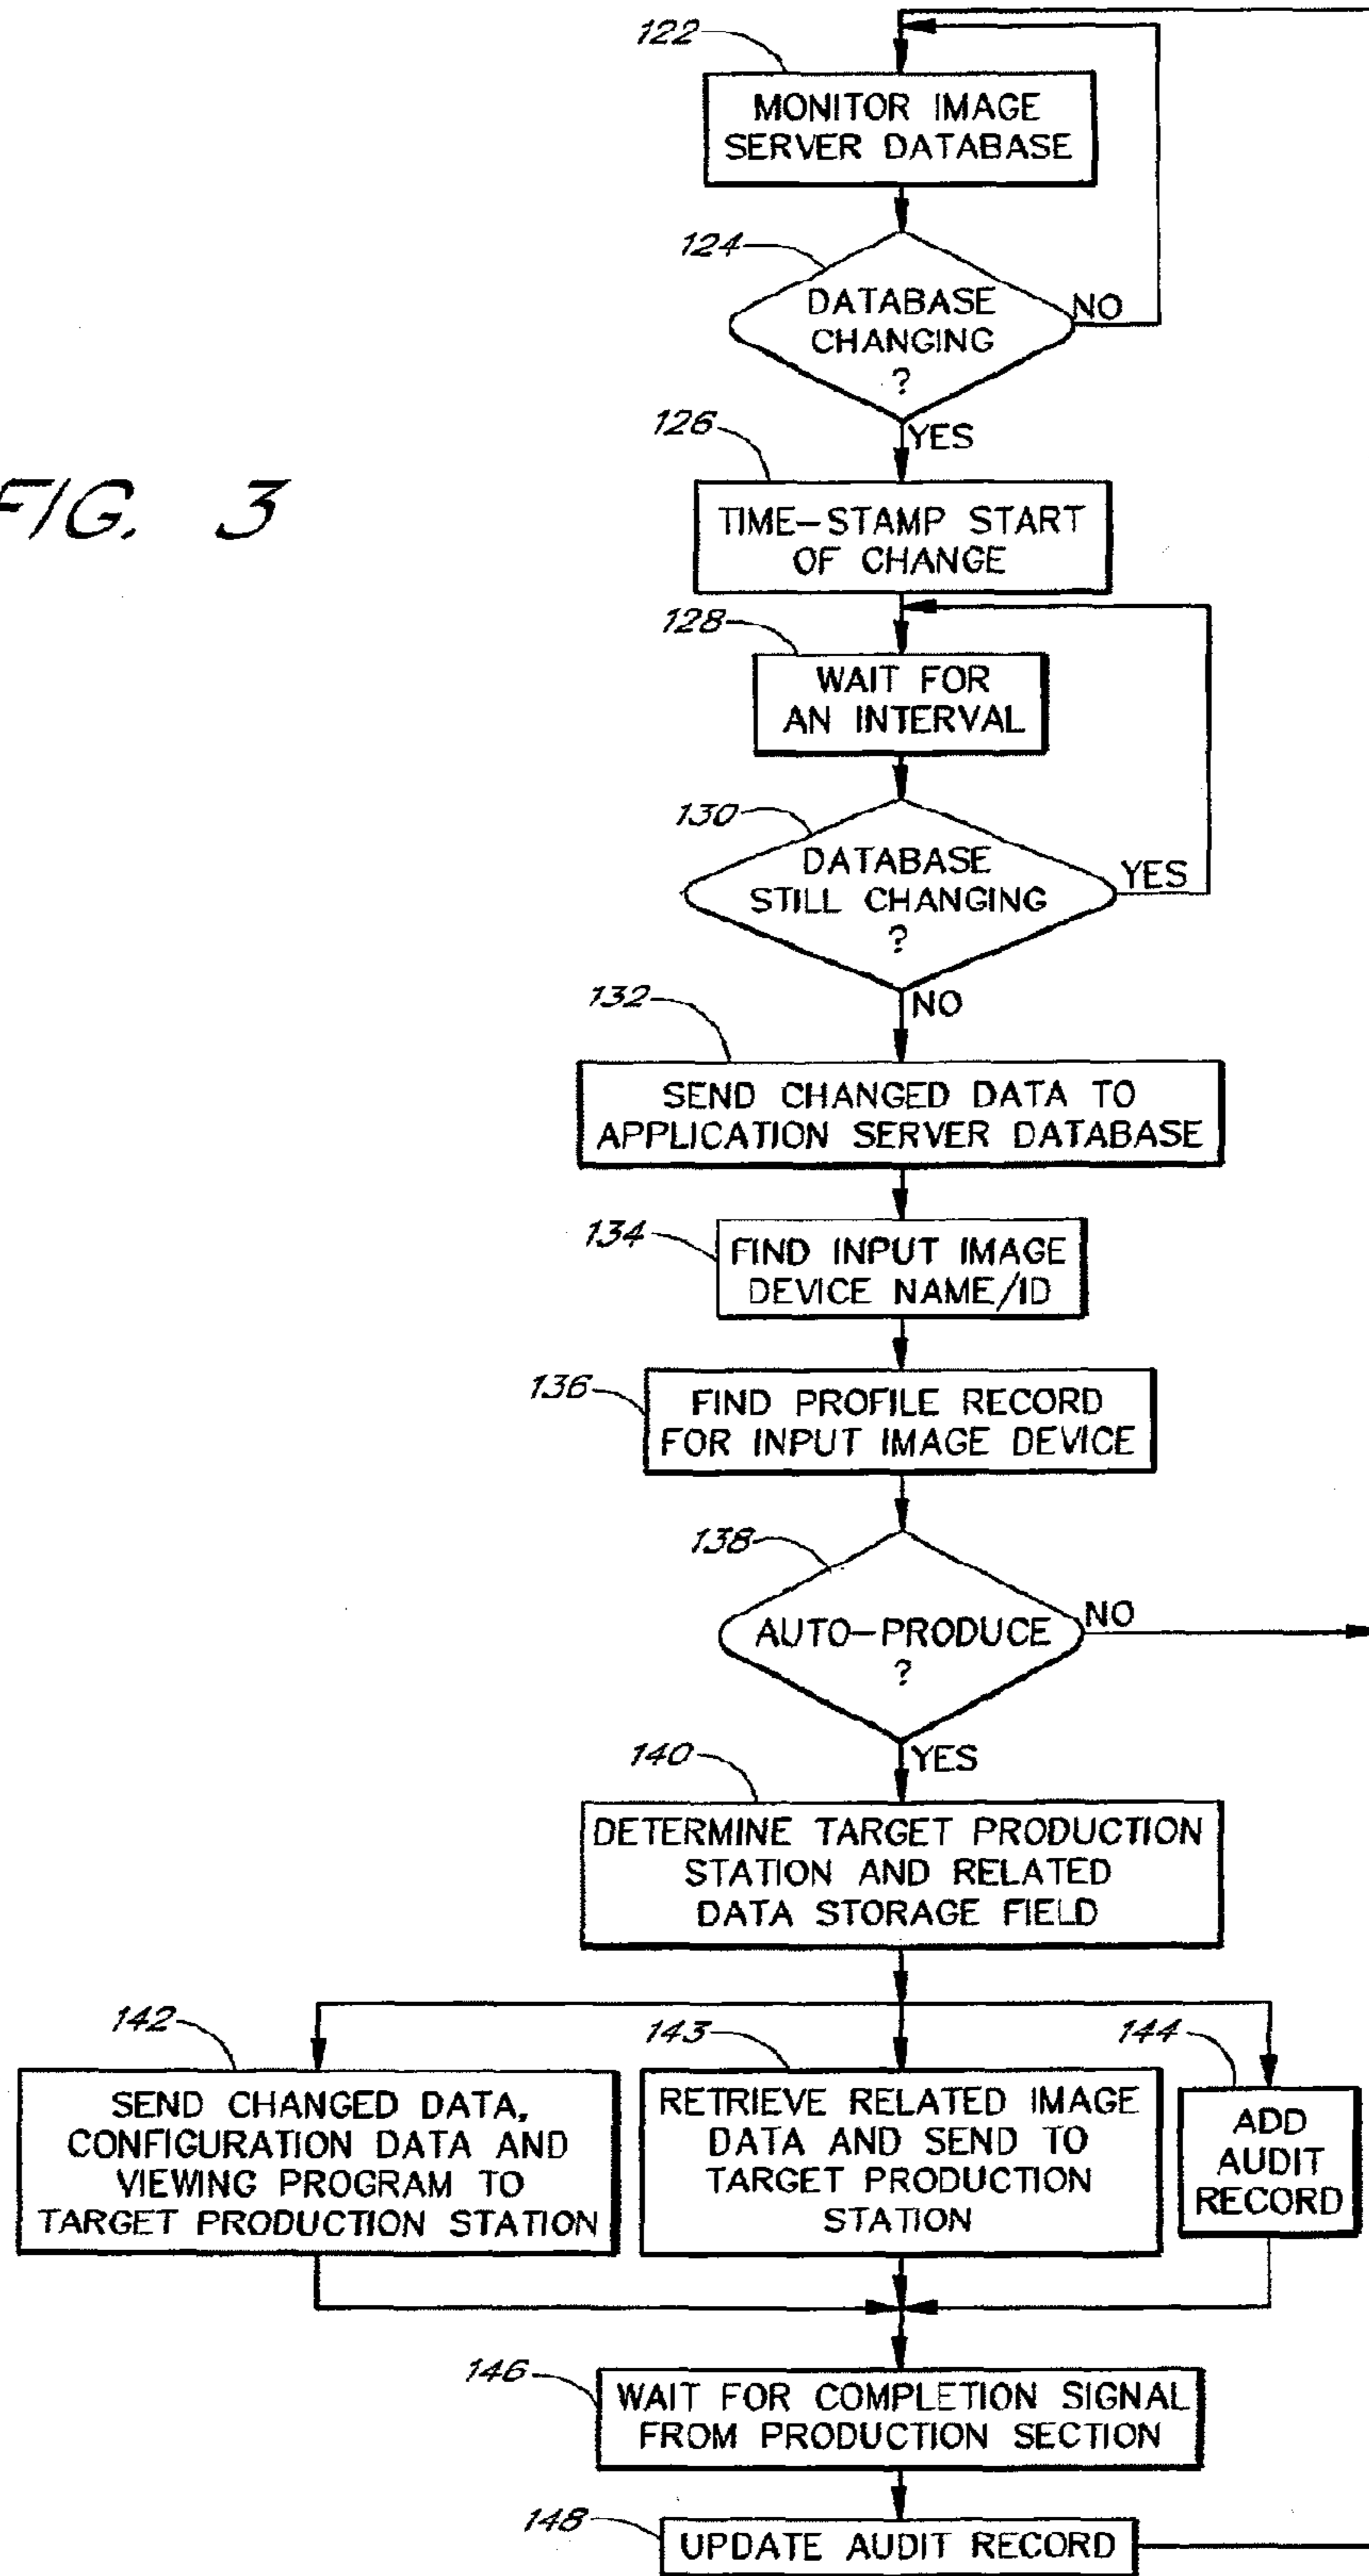 FIG. 3
122
MONITOR IMAGE
SERVER DATABASE
124
DATABASE
CHANGING
?
NO
YES
126
TIME-STAMP START
OF CHANGE
128
WAIT FOR
AN INTERVAL
130
DATABASE
STILL CHANGING
?
YES
NO
132
SEND CHANGED DATA TO
APPLICATION SERVER DATABASE
134
FIND INPUT IMAGE
DEVICE NAME/ID
136
FIND PROFILE RECORD
FOR INPUT IMAGE DEVICE
138
AUTO-PRODUCE
?
NO
YES
140
DETERMINE TARGET PRODUCTION
STATION AND RELATED
DATA STORAGE FIELD
142
SEND CHANGED DATA,
CONFIGURATION DATA AND
VIEWING PROGRAM TO
TARGET PRODUCTION STATION
143
RETRIEVE RELATED IMAGE
DATA AND SEND TO
TARGET PRODUCTION
STATION
144
ADD
AUDIT
RECORD
146
WAIT FOR COMPLETION SIGNAL
FROM PRODUCTION SECTION
148
UPDATE AUDIT RECORD